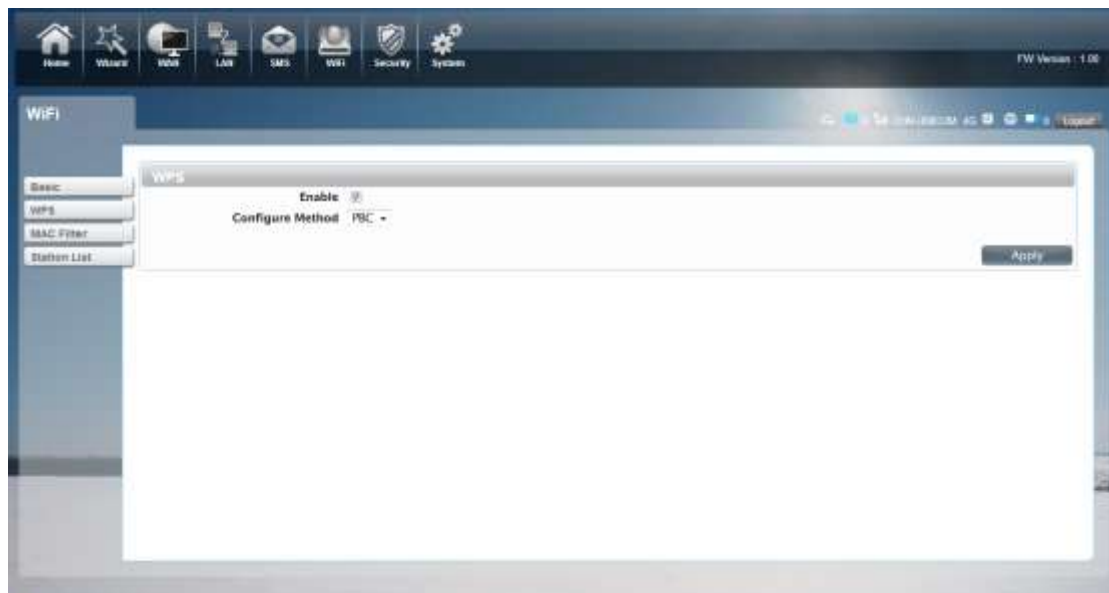 Home Wizard WAN LAN SMS WiFi Security System
FW Version : 1.00
WiFi
4G Logout
Basic
WPS
MAC Filter
Station List
WPS
Enable
Configure Method PBC
Apply